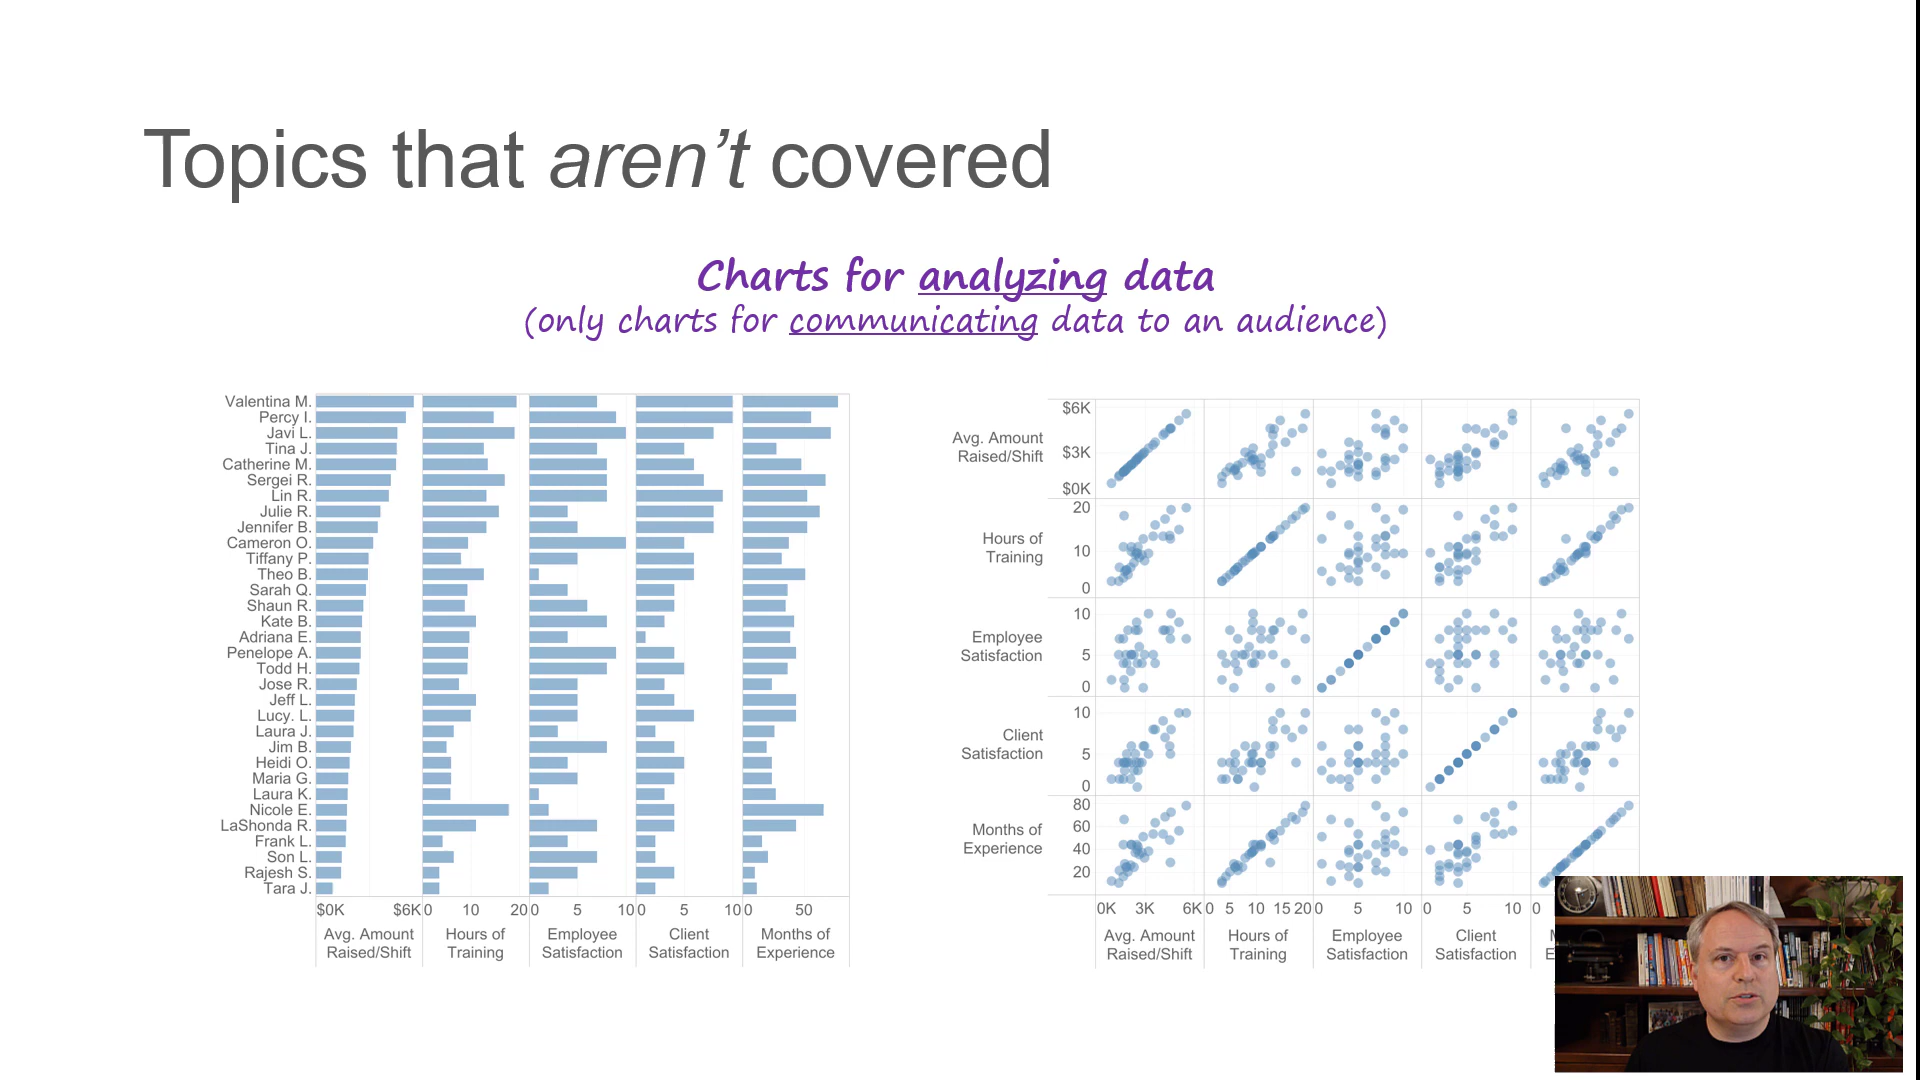 Topics that aren't covered
Charts for analyzing data
(only charts for communicating data to an audience)
Valentina M.
Percy I.
Javi L.
Tina J.
Catherine M.
Sergei R.
Lin R.
Julie R.
Jennifer B.
Cameron O.
Tiffany P.
Theo B.
Sarah Q.
Shaun R.
Kate B.
Adriana E.
Penelope A.
Todd H.
Jose R.
Jeff L.
Lucy. L.
Laura J.
Jim B.
Heidi O.
Maria G.
Laura K.
Nicole E.
LaShonda R.
Frank L.
Son L.
Rajesh S.
Tara J.
$0K $6K 0 10 20 0 5 10 0 5 10 0 50
Avg. Amount Raised/Shift
Hours of Training
Employee Satisfaction
Client Satisfaction
Months of Experience
Avg. Amount
Raised/Shift
$6K
$3K
$0K
Hours of
Training
20
10
0
Employee
Satisfaction
10
5
0
Client
Satisfaction
10
5
0
Months of
Experience
80
60
40
20
0K 3K 6K 0 5 10 15 20 0 5 10 0 5 10 0
Avg. Amount Raised/Shift
Hours of Training
Employee Satisfaction
Client Satisfaction